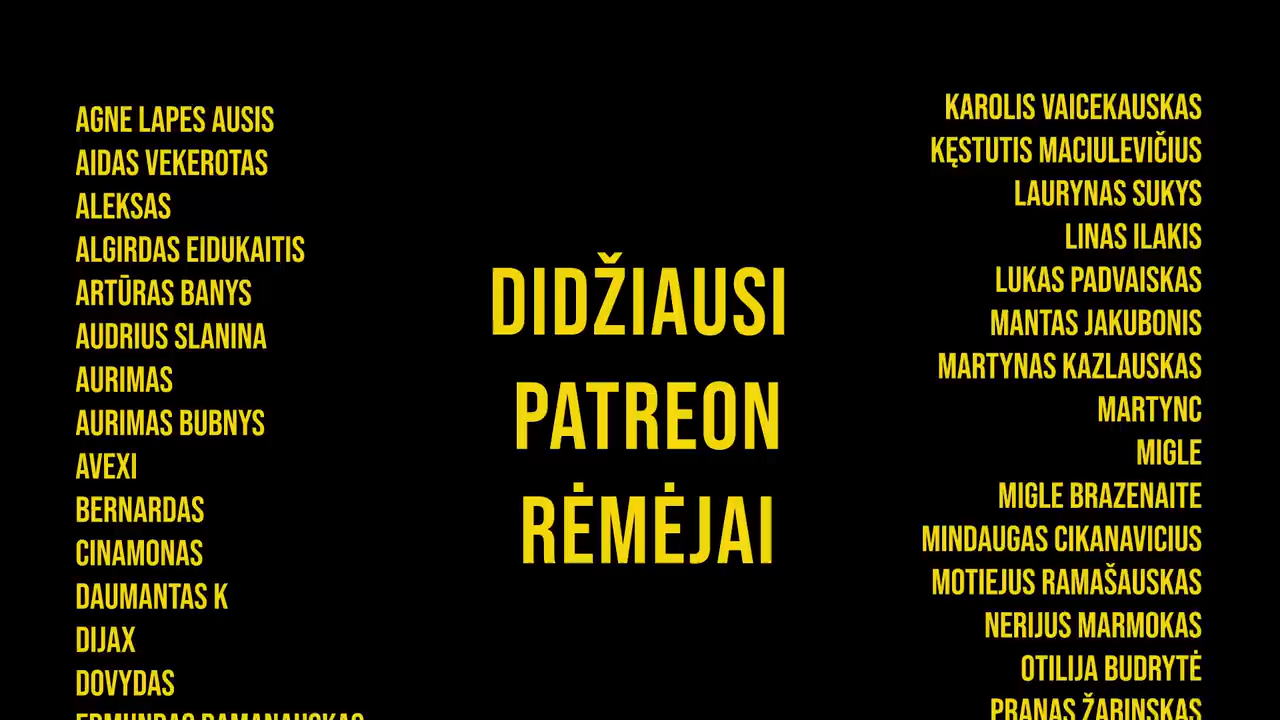 AGNE LAPES AUSIS
AIDAS VEKEROTAS
ALEKSAS
ALGIRDAS EIDUKAITIS
ARTŪRAS BANYS
AUDRIUS SLANINA
AURIMAS
AURIMAS BUBNYS
AVEXI
BERNARDAS
CINAMONAS
DAUMANTAS K
DIJAX
DOVYDAS
EDMUNDAS RAMANAUSKAS
DIDŽIAUSI
PATREON
RĖMĖJAI
KAROLIS VAICEKAUSKAS
KĘSTUTIS MACIULEVIČIUS
LAURYNAS SUKYS
LINAS ILAKIS
LUKAS PADVAISKAS
MANTAS JAKUBONIS
MARTYNAS KAZLAUSKAS
MARTYNC
MIGLE
MIGLE BRAZENAITE
MINDAUGAS CIKANAVICIUS
MOTIEJUS RAMAŠAUSKAS
NERIJUS MARMOKAS
OTILIJA BUDRYTĖ
PRANAS ŽARINSKAS